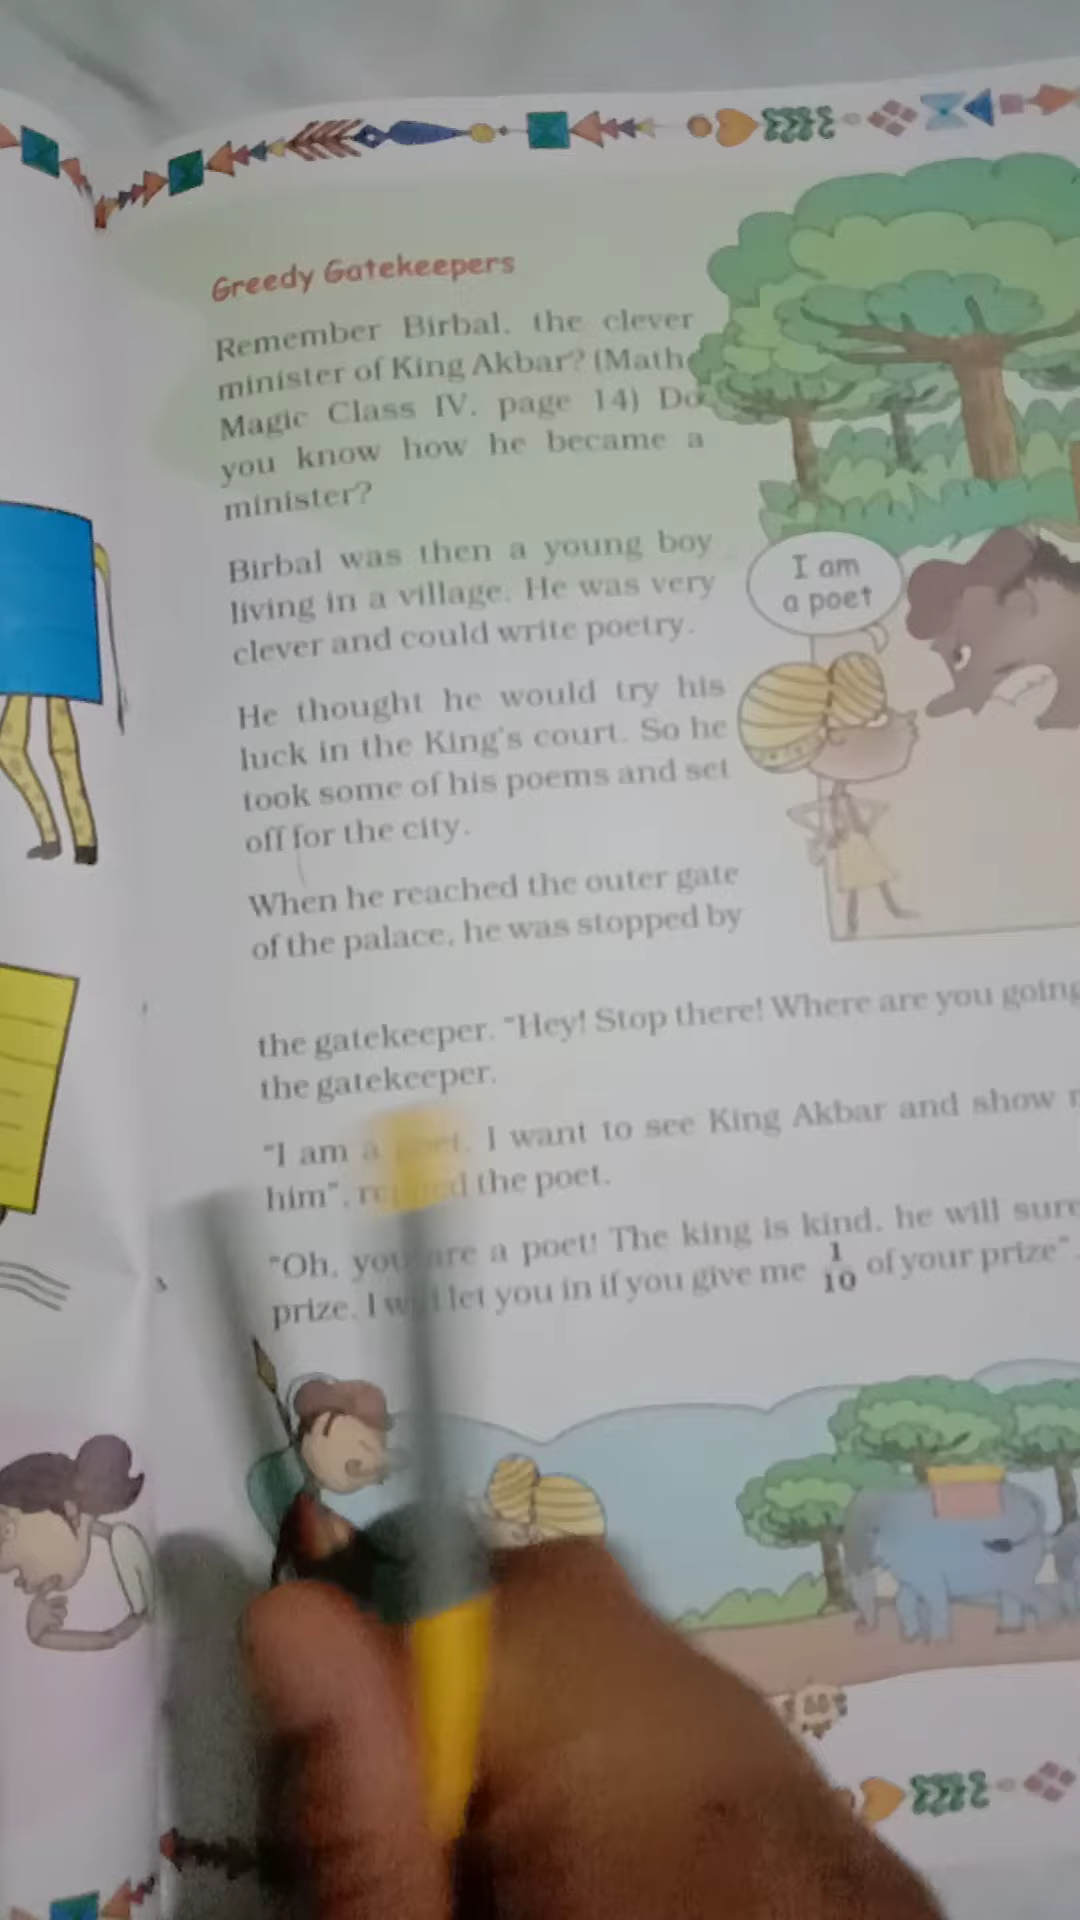 Greedy Gatekeepers
Remember Birbal, the clever
minister of King Akbar? (Math
Magic Class IV, page 14) Do
you know how he became a
minister?
Birbal was then a young boy
living in a village. He was very
clever and could write poetry.
He thought he would try his
luck in the King's court. So he
took some of his poems and set
off for the city.
When he reached the outer gate
of the palace, he was stopped by
I am
a poet
the gatekeeper. "Hey! Stop there! Where are you going
the gatekeeper.
"I am a poet. I want to see King Akbar and show
him", replied the poet.
"Oh, you are a poet! The king is kind, he will
prize. I will let you in if you give me 1/10 of your prize".